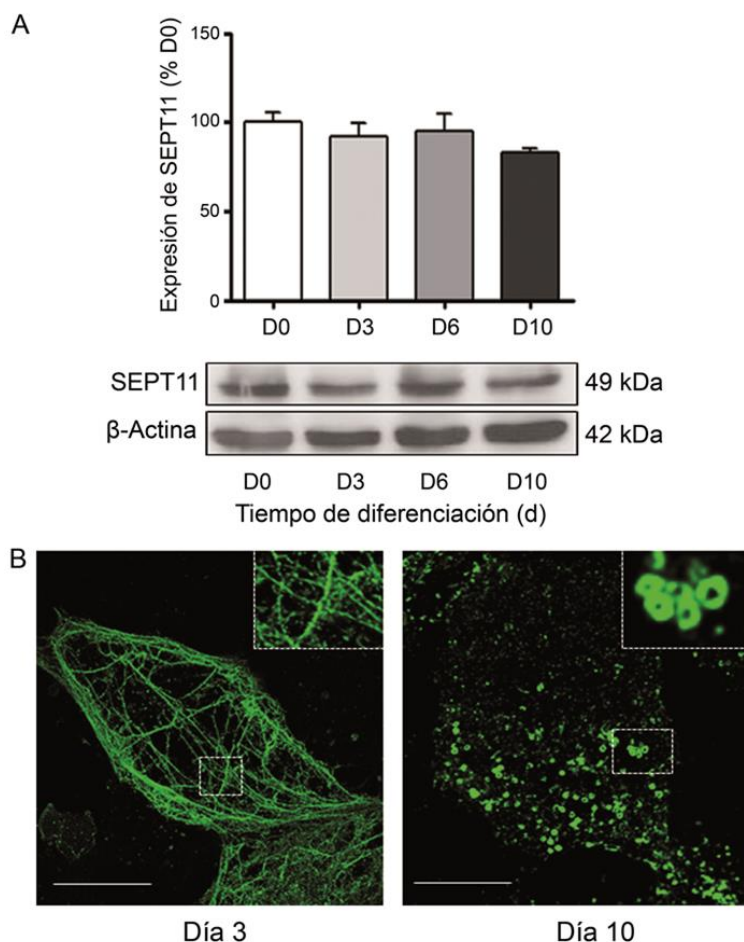 A
Expresión de SEPT11 (% D0)
150
100
50
0
D0 D3 D6 D10
SEPT11 49 kDa
β-Actina 42 kDa
D0 D3 D6 D10
Tiempo de diferenciación (d)
B
Día 3 Día 10